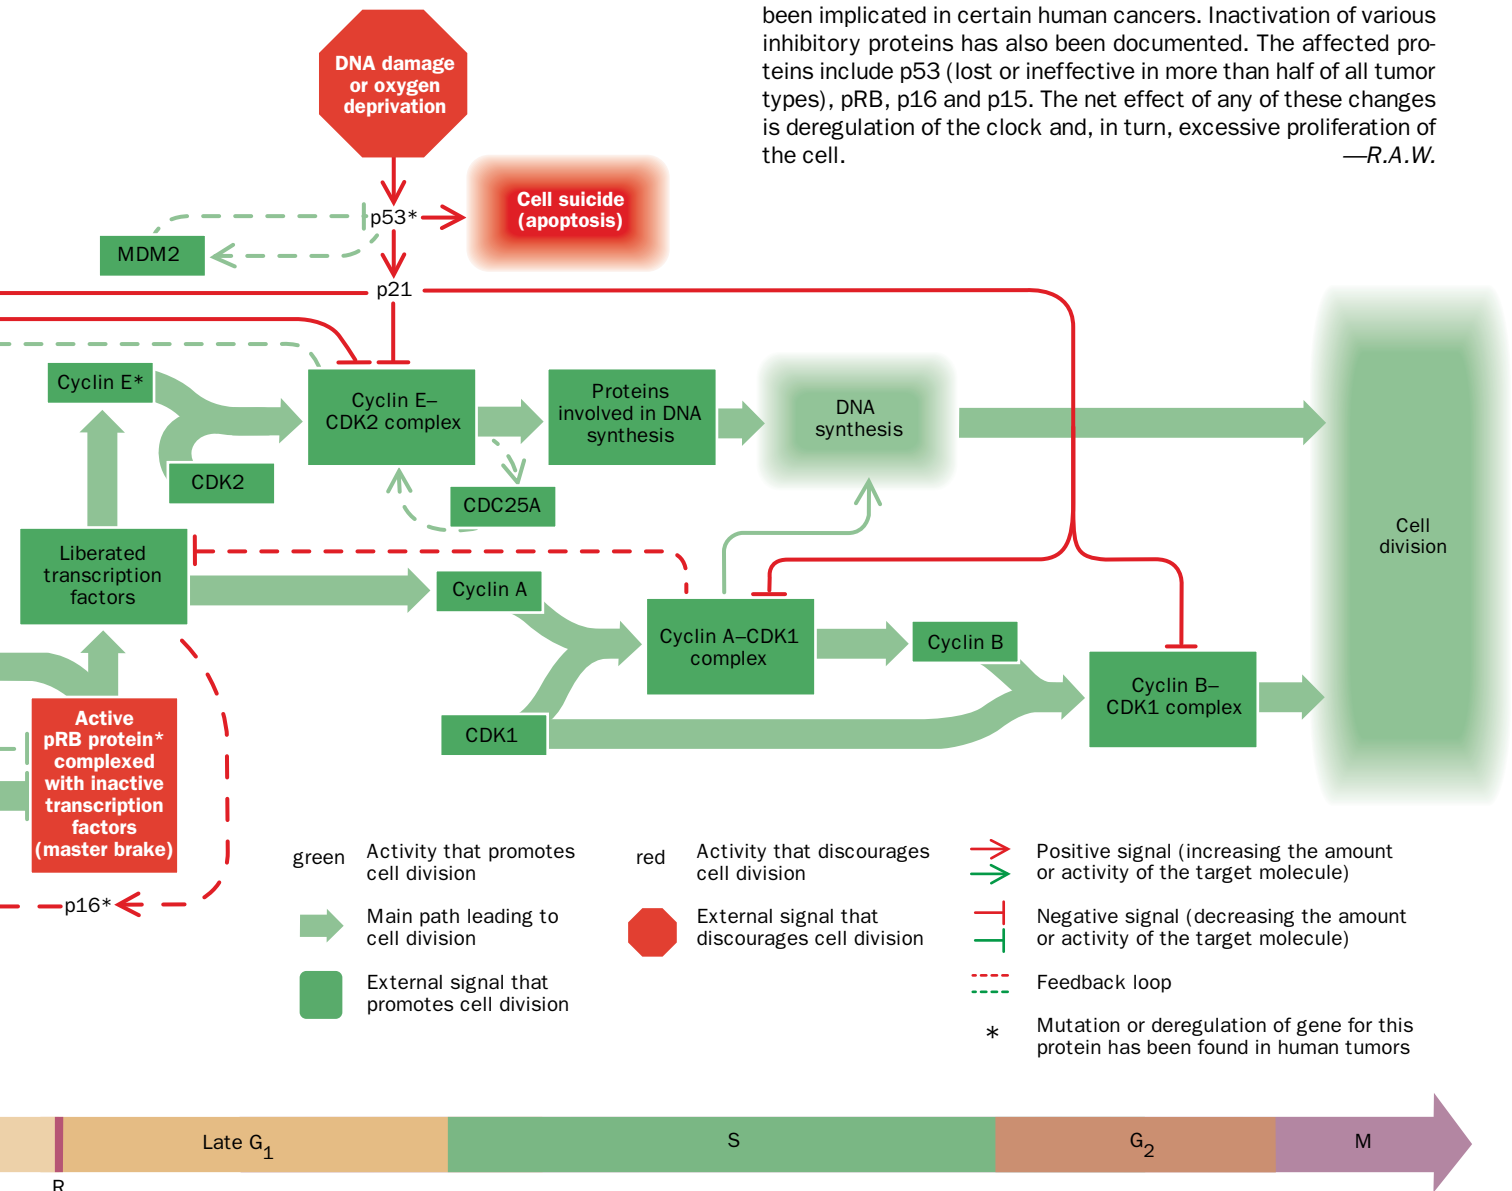 been implicated in certain human cancers. Inactivation of various
inhibitory proteins has also been documented. The affected pro-
teins include p53 (lost or ineffective in more than half of all tumor
types), pRB, p16 and p15. The net effect of any of these changes
is deregulation of the clock and, in turn, excessive proliferation of
the cell. —R.A.W.
DNA damage
or oxygen
deprivation
p53*
Cell suicide
(apoptosis)
MDM2
p21
Cyclin E*
Cyclin E–
CDK2 complex
Proteins
involved in DNA
synthesis
DNA
synthesis
CDK2
CDC25A
Cell
division
Liberated
transcription
factors
Cyclin A
Cyclin A–CDK1
complex
Cyclin B
Cyclin B–
CDK1 complex
CDK1
Active
pRB protein*
complexed
with inactive
transcription
factors
(master brake)
p16*
green
Activity that promotes
cell division
Main path leading to
cell division
External signal that
promotes cell division
red
Activity that discourages
cell division
External signal that
discourages cell division
Positive signal (increasing the amount
or activity of the target molecule)
Negative signal (decreasing the amount
or activity of the target molecule)
Feedback loop
*
Mutation or deregulation of gene for this
protein has been found in human tumors
Late G1
S
G2
M
R